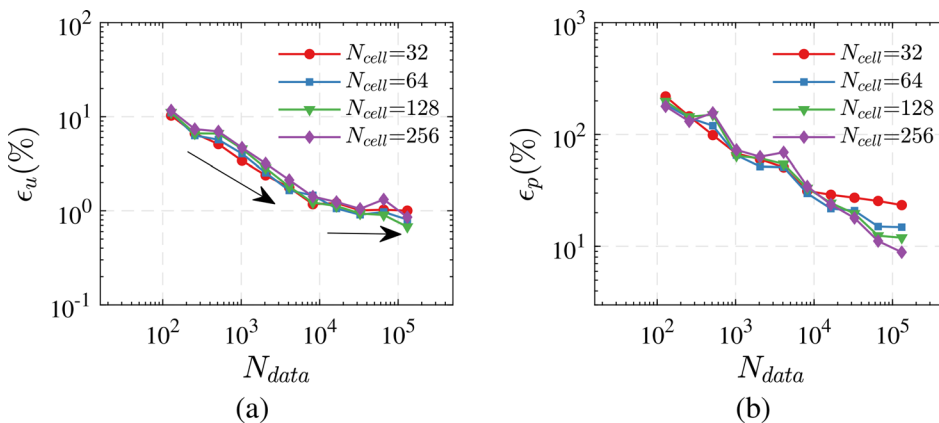 10^2
10^1
10^0
10^-1
ϵ_u(%)
N_cell=32
N_cell=64
N_cell=128
N_cell=256
10^2 10^3 10^4 10^5
N_data
(a)
10^3
10^2
10^1
ϵ_p(%)
N_cell=32
N_cell=64
N_cell=128
N_cell=256
10^2 10^3 10^4 10^5
N_data
(b)